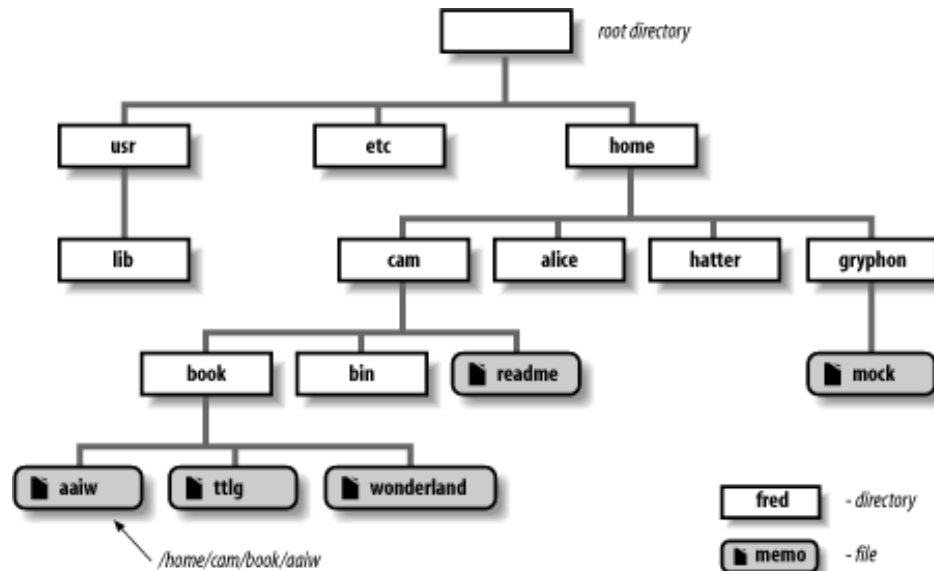 root directory
usr
etc
home
lib
cam
alice
hatter
gryphon
book
bin
readme
mock
aaiw
ttlg
wonderland
fred - directory
/home/cam/book/aaiw
memo - file